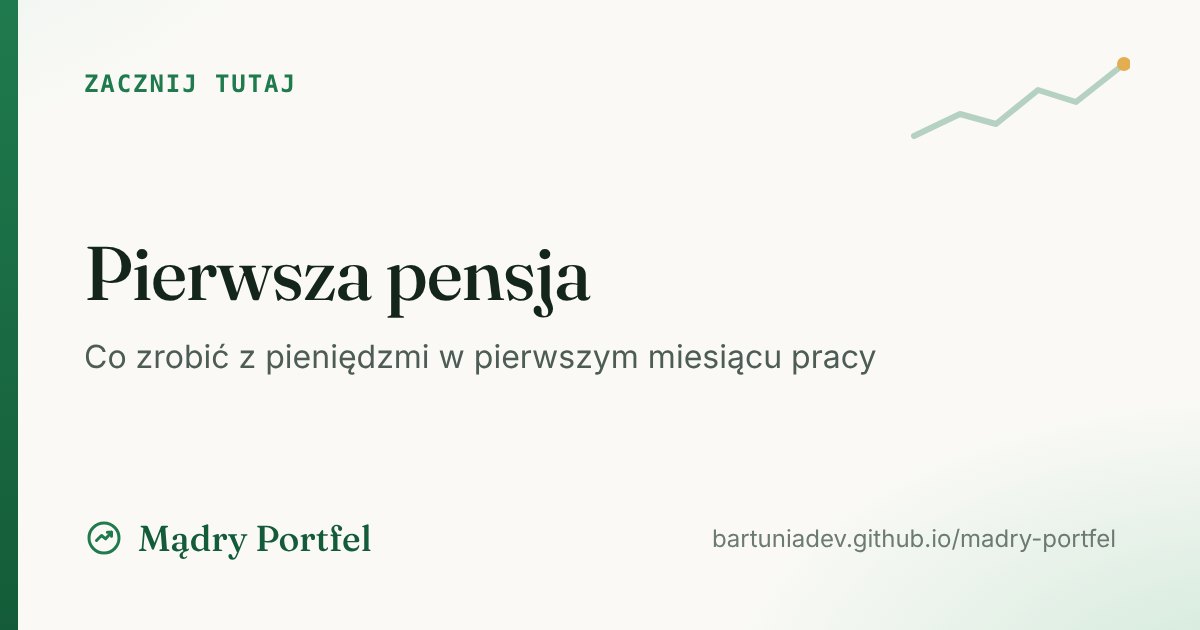 ZACZNIJ TUTAJ
Pierwsza pensja
Co zrobić z pieniędzmi w pierwszym miesiącu pracy
Mądry Portfel
bartuniadev.github.io/madry-portfel